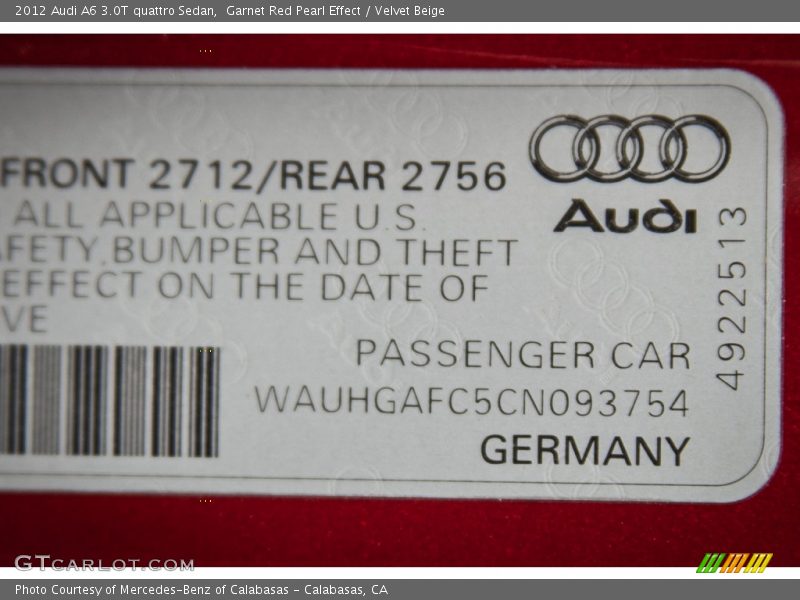 2012 Audi A6 3.0T quattro Sedan,  Garnet Red Pearl Effect / Velvet Beige
FRONT 2712/REAR 2756
ALL APPLICABLE U.S.
AFETY,BUMPER AND THEFT
EFFECT ON THE DATE OF
VE
Audi
4922513
PASSENGER CAR
WAUHGAFC5CN093754
GERMANY
GTcarlot.com
Photo Courtesy of Mercedes-Benz of Calabasas - Calabasas, CA